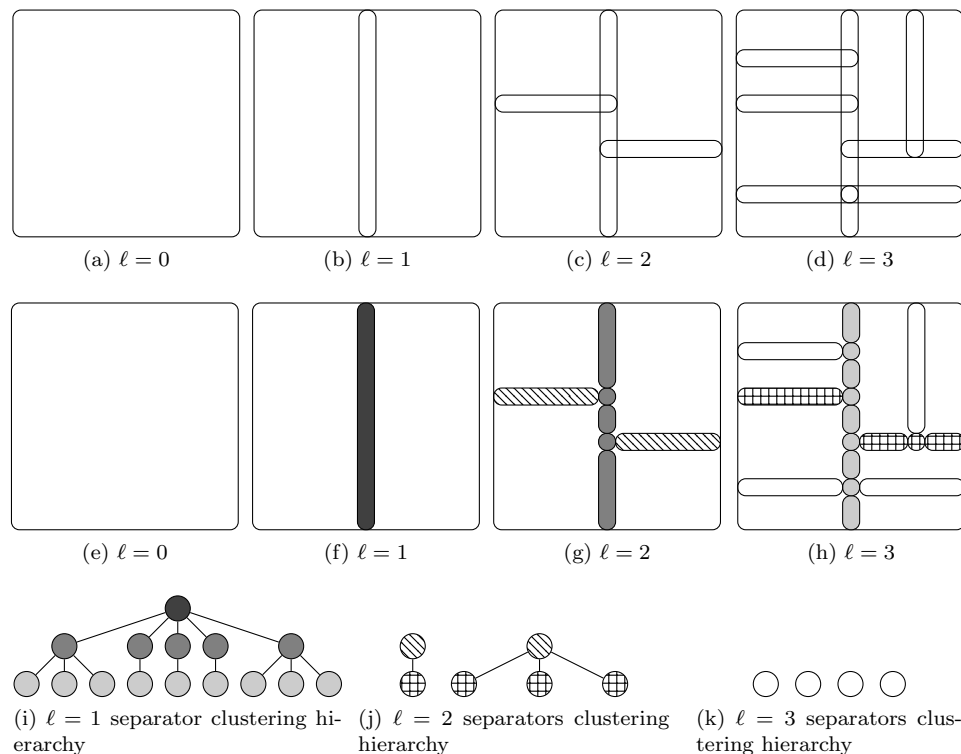 (a) ℓ = 0
(b) ℓ = 1
(c) ℓ = 2
(d) ℓ = 3
(e) ℓ = 0
(f) ℓ = 1
(g) ℓ = 2
(h) ℓ = 3
(i) ℓ = 1 separator clustering hi-
erarchy
(j) ℓ = 2 separators clustering
hierarchy
(k) ℓ = 3 separators clus-
tering hierarchy